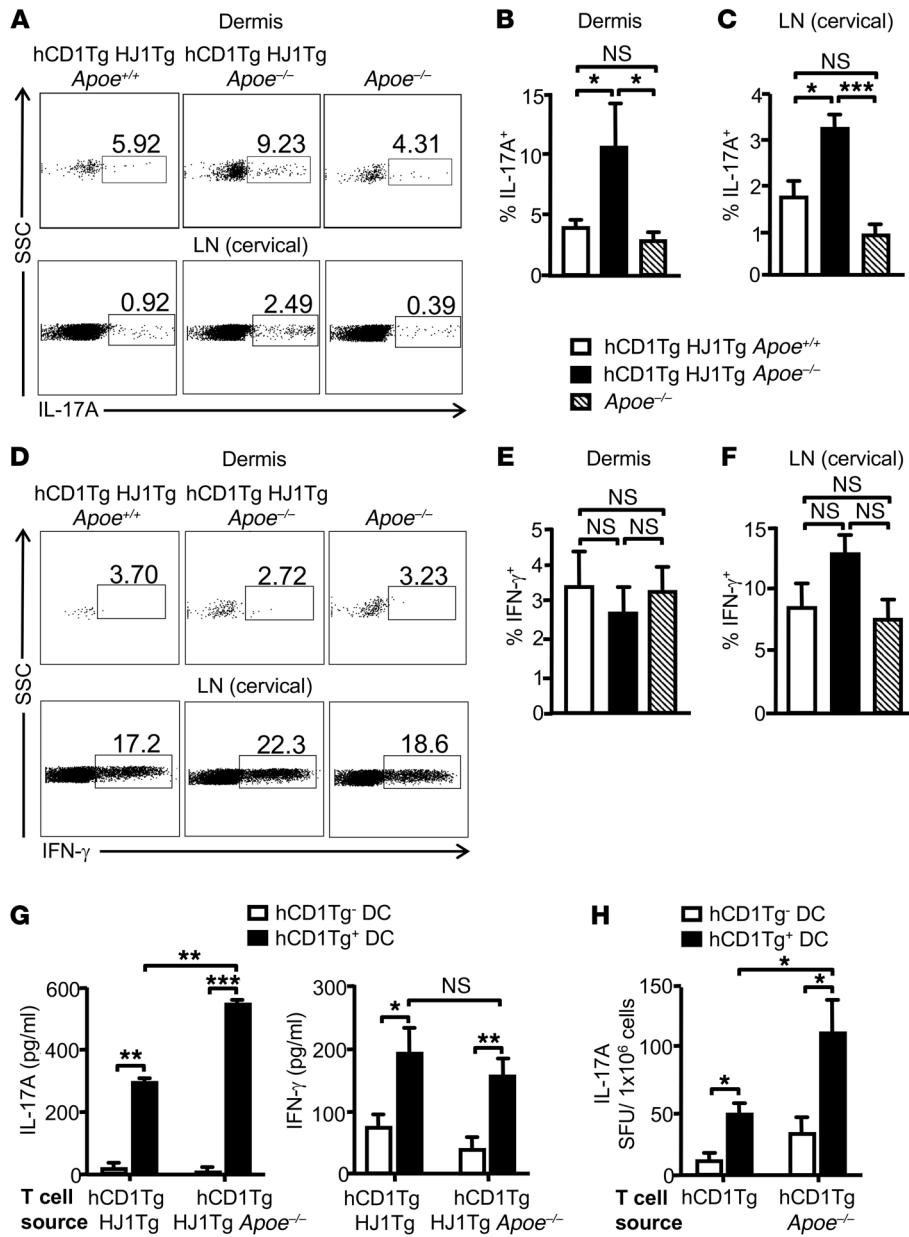 A
Dermis
hCD1Tg HJ1Tg hCD1Tg HJ1Tg
Apoe+/+ Apoe–/– Apoe–/–
5.92 9.23 4.31
SSC
LN (cervical)
0.92 2.49 0.39
IL-17A
B
Dermis
NS
* *
15
10
5
0
% IL-17A+
C
LN (cervical)
NS
* ***
4
3
2
1
0
% IL-17A+
hCD1Tg HJ1Tg Apoe+/+
hCD1Tg HJ1Tg Apoe–/–
Apoe–/–
D
Dermis
hCD1Tg HJ1Tg hCD1Tg HJ1Tg
Apoe+/+ Apoe–/– Apoe–/–
3.70 2.72 3.23
SSC
LN (cervical)
17.2 22.3 18.6
IFN-γ
E
Dermis
NS
NS NS
5
4
3
2
1
0
% IFN-γ+
F
LN (cervical)
NS
NS NS
15
10
5
0
% IFN-γ+
G
hCD1Tg- DC
hCD1Tg+ DC
**
***
**
600
400
200
0
IL-17A (pg/ml)
T cell source
hCD1Tg HJ1Tg
hCD1Tg HJ1Tg Apoe–/–
NS
*
**
300
200
100
0
IFN-γ (pg/ml)
hCD1Tg HJ1Tg
hCD1Tg HJ1Tg Apoe–/–
H
hCD1Tg- DC
hCD1Tg+ DC
*
*
*
150
100
50
0
IL-17A
SFU/ 1x10⁶ cells
T cell source
hCD1Tg
hCD1Tg Apoe–/–